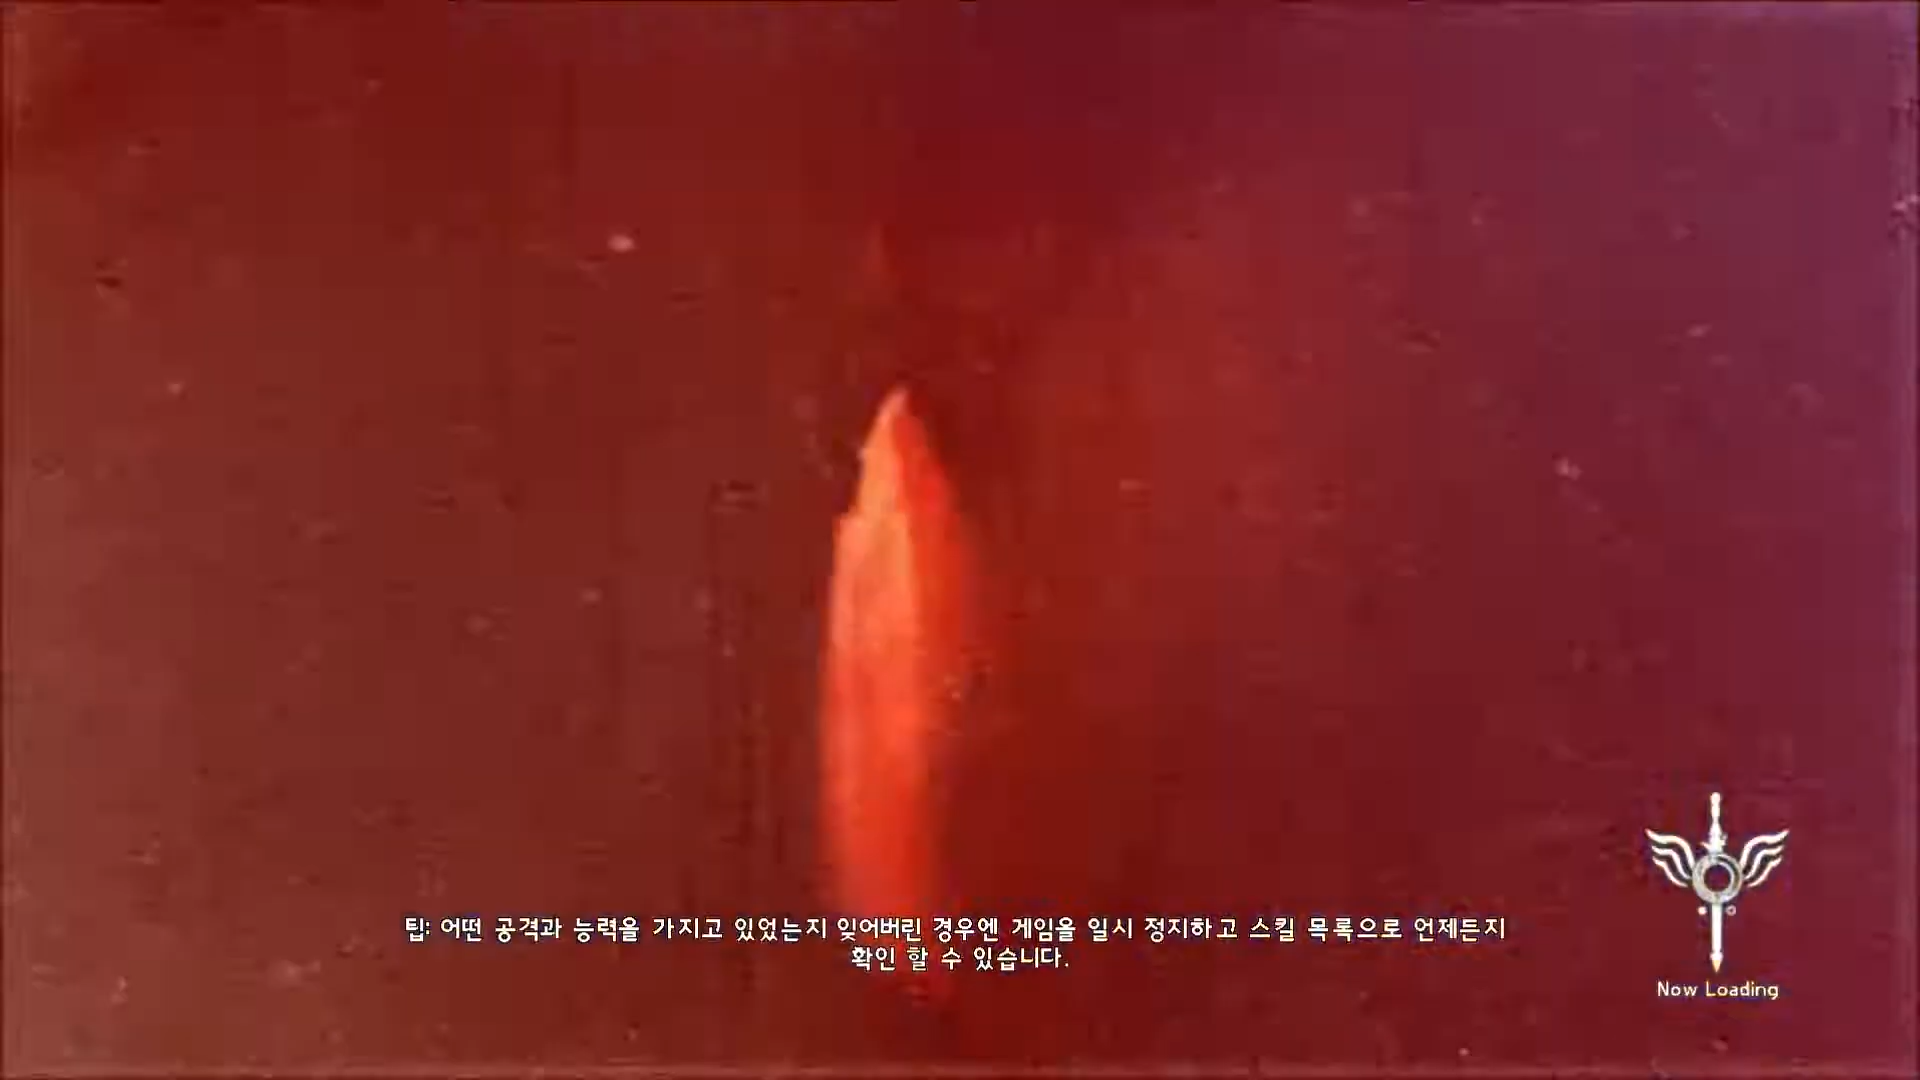 팁: 어떤 공격과 능력을 가지고 있었는지 잊어버린 경우엔 게임을 일시 정지하고 스킬 목록으로 언제든지
확인 할 수 있습니다.
Now Loading